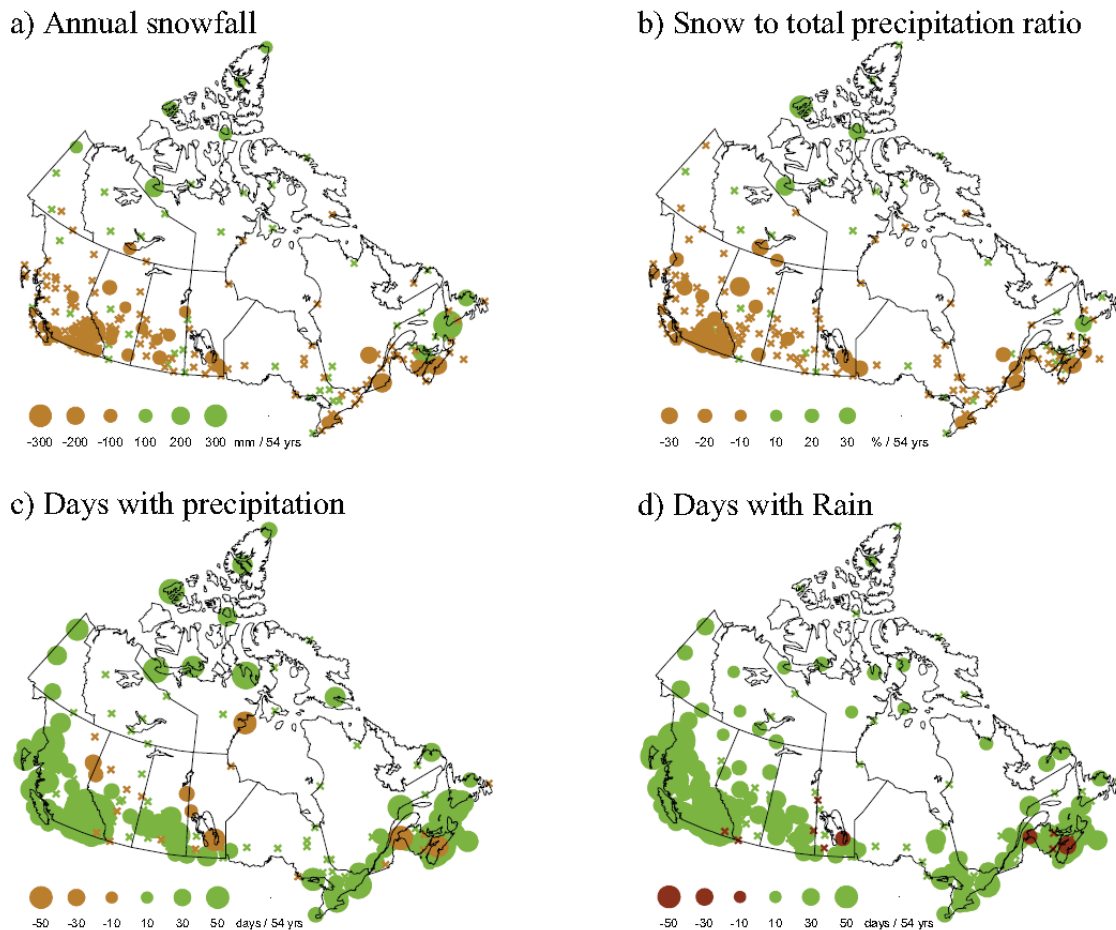 a) Annual snowfall
b) Snow to total precipitation ratio
-300 -200 -100 100 200 300 mm / 54 yrs
-30 -20 -10 10 20 30 % / 54 yrs
c) Days with precipitation
d) Days with Rain
-50 -30 -10 10 30 50 days / 54 yrs
-50 -30 -10 10 30 50 days / 54 yrs